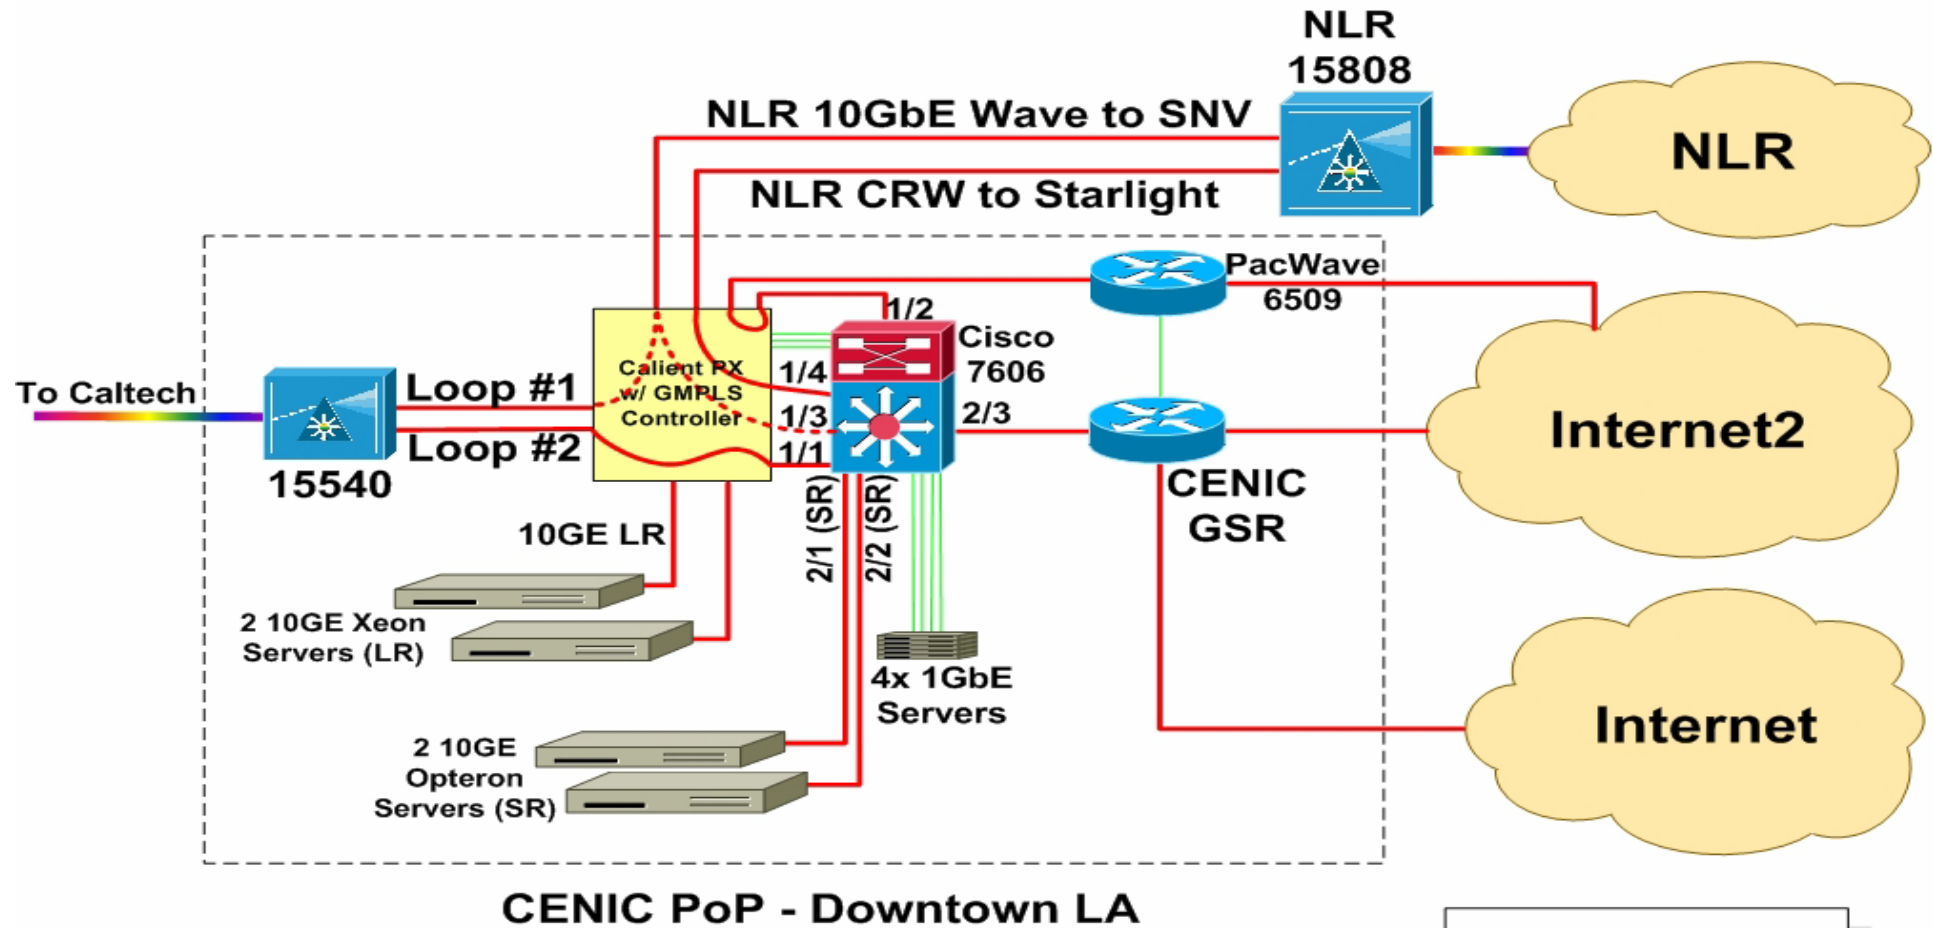 NLR
15808
NLR 10GbE Wave to SNV
NLR
NLR CRW to Starlight
PacWave
6509
1/2
Cisco
7606
Calient PX
w/ GMPLS
Controller
1/4
1/3
1/1
2/3
To Caltech
Loop #1
Loop #2
15540
Internet2
CENIC
GSR
10GE LR
2/1 (SR)
2/2 (SR)
2 10GE Xeon
Servers (LR)
4x 1GbE
Servers
Internet
2 10GE
Opteron
Servers (SR)
CENIC PoP - Downtown LA